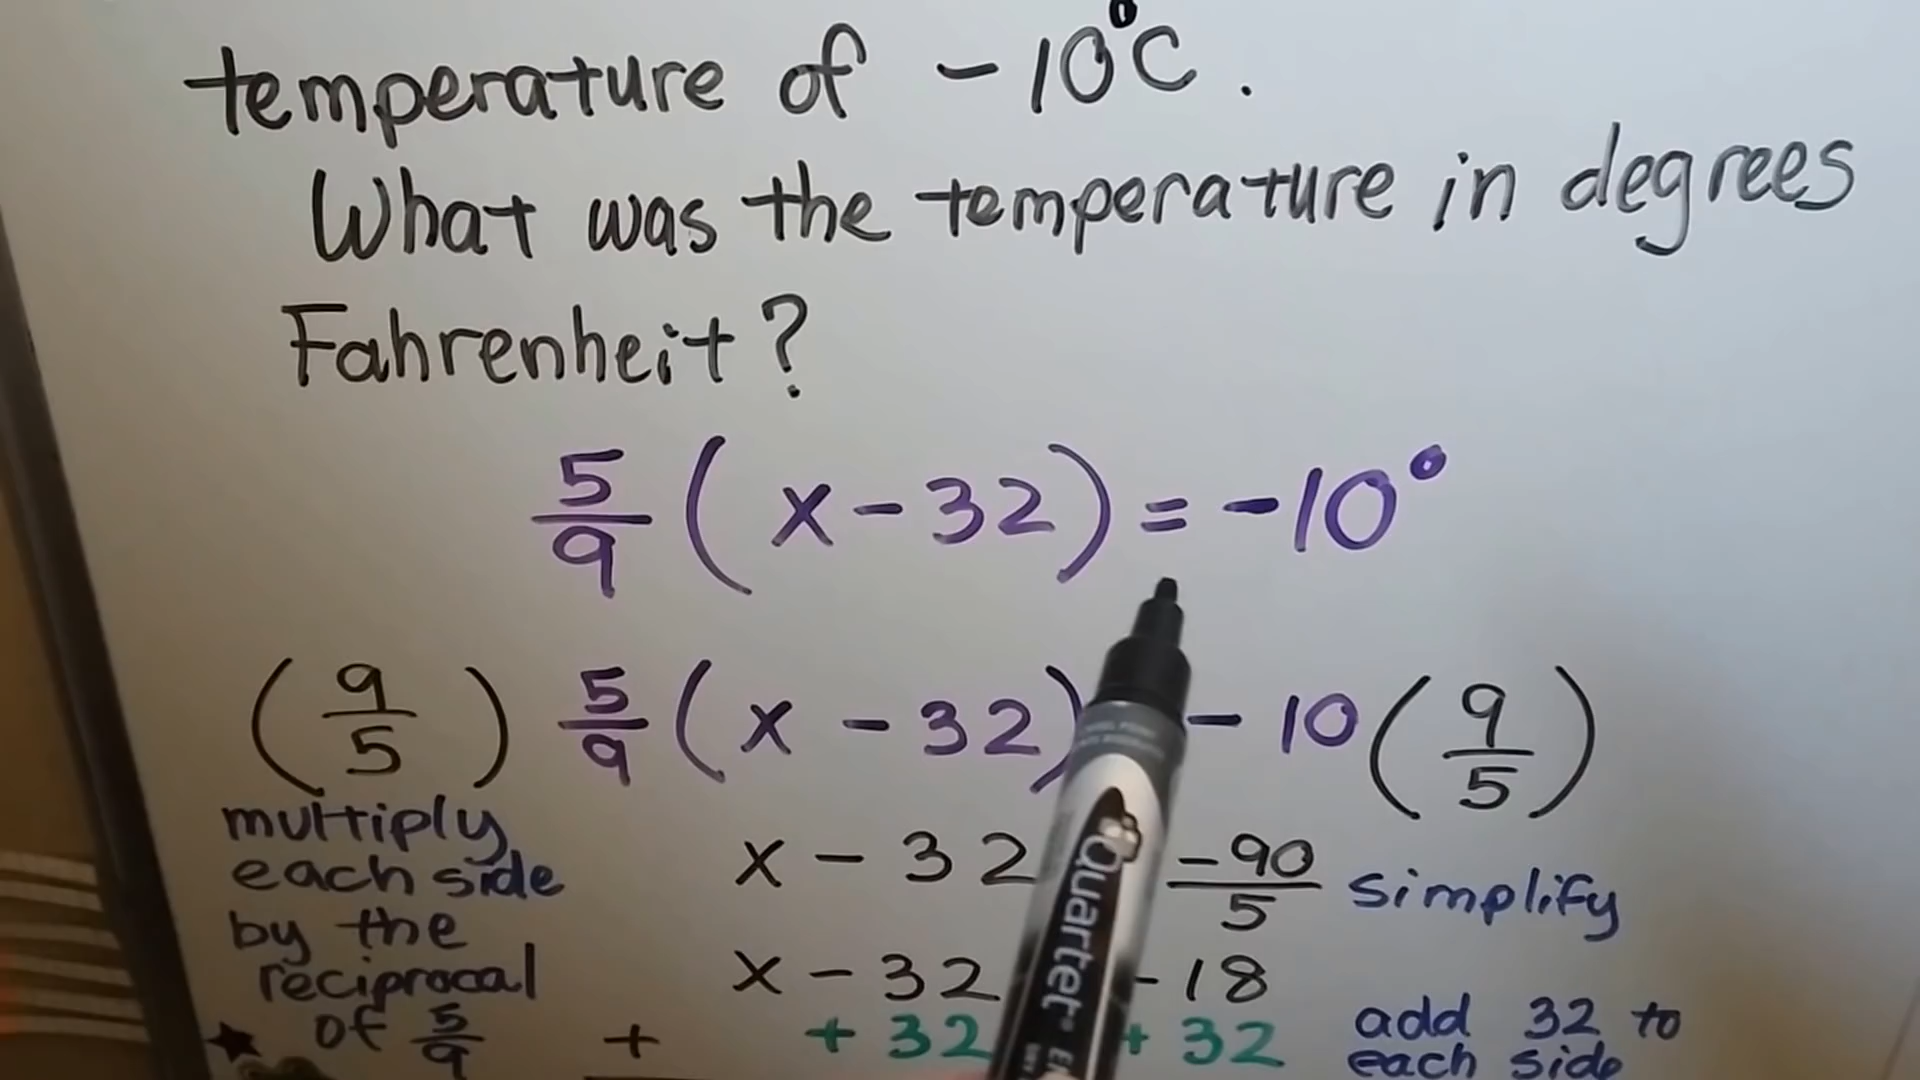 temperature of -10°C.
What was the temperature in degrees
Fahrenheit?
5/9 (x - 32) = -10°
(9/5) 5/9 (x - 32) - 10 (9/5)
multiply
each side
by the
reciprocal
of 5/9
x - 32 -90/5 simplify
x - 32 -18
+ + 32 + 32
add 32 to
each side
Quartet